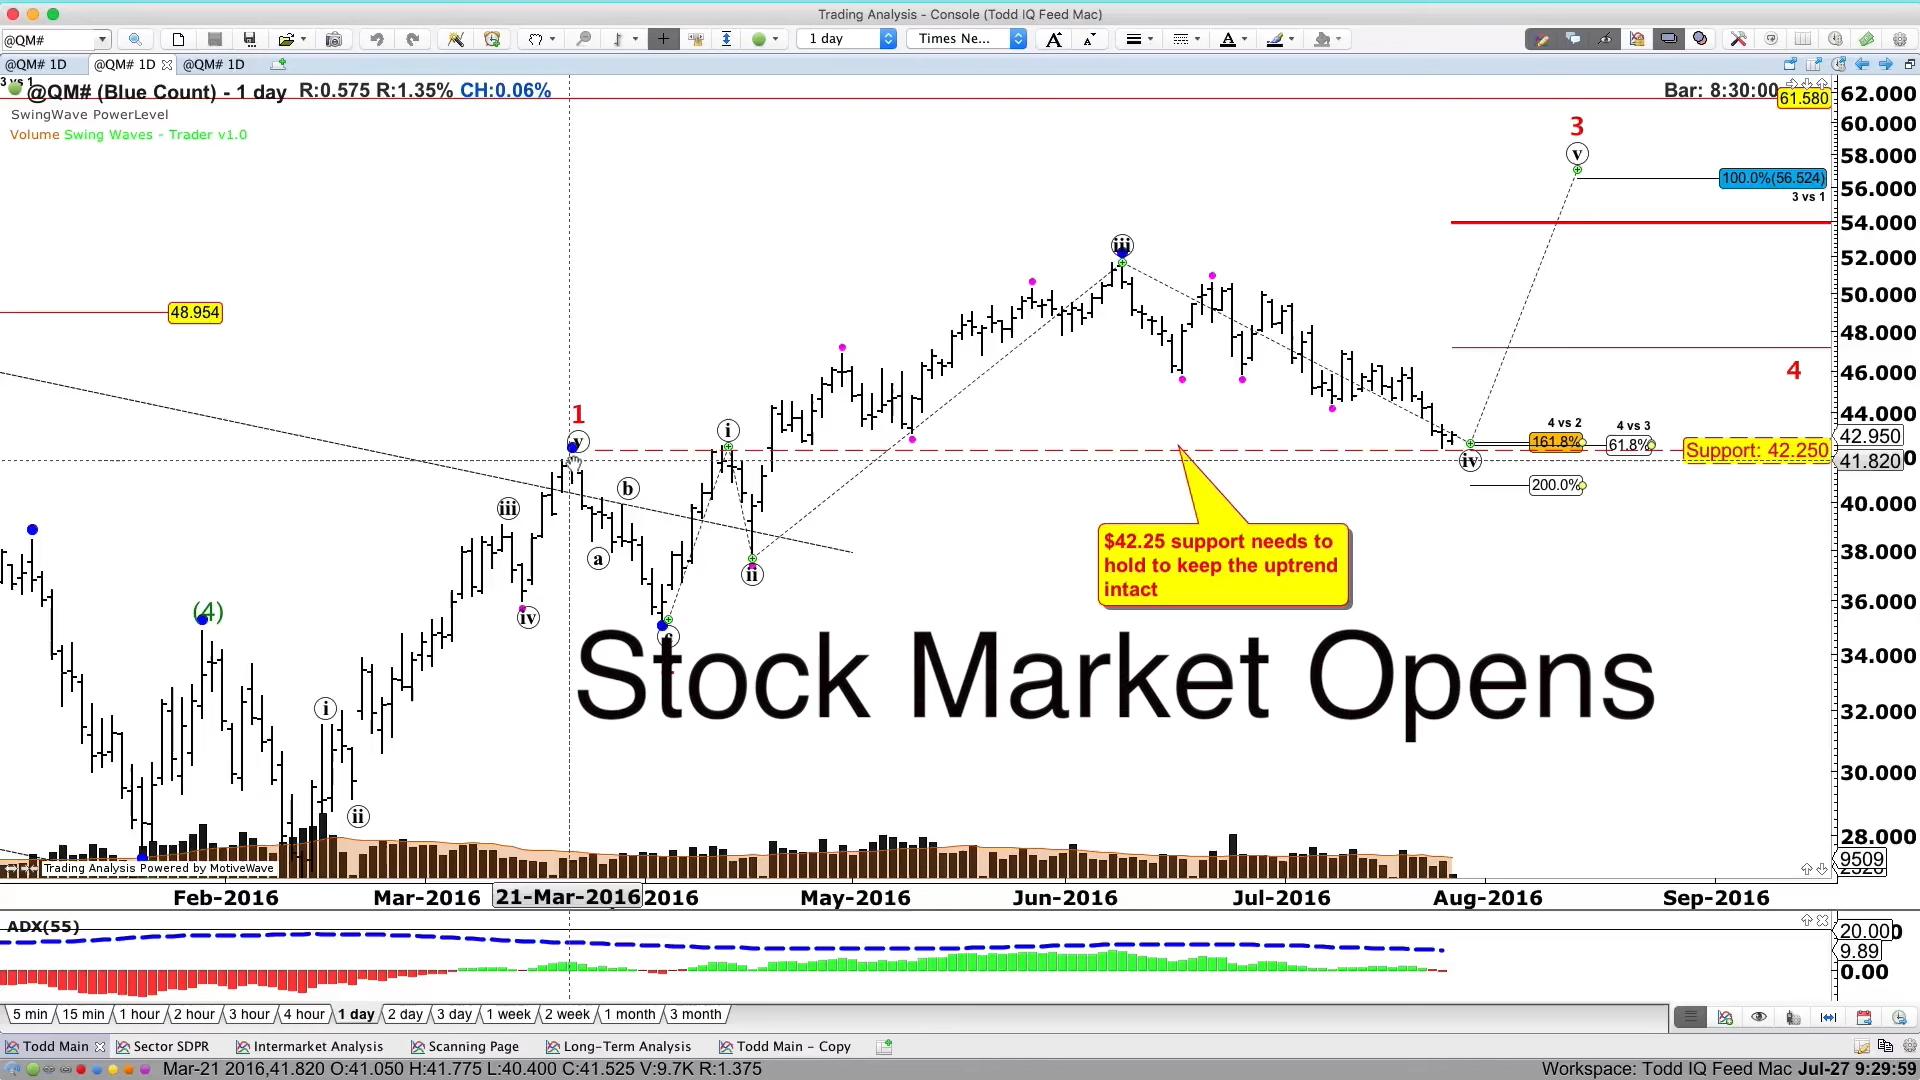 Trading Analysis - Console (Todd IQ Feed Mac)
@QM#
1 day
Times Ne...
@QM# 1D
@QM# 1D
@QM# 1D
3 vs 1
@QM# (Blue Count) - 1 day R:0.575 R:1.35% CH:0.06%
Bar: 8:30:00
SwingWave PowerLevel
Volume Swing Waves - Trader v1.0
61.580
62.000
60.000
58.000
56.000
54.000
52.000
50.000
48.000
46.000
44.000
42.950
41.820
40.000
38.000
36.000
34.000
32.000
30.000
28.000
9509
3
v
100.0%(56.524)
3 vs 1
iii
48.954
4
1
v
i
4 vs 2
4 vs 3
161.8%
61.8%
Support: 42.250
iv
200.0%
b
iii
$42.25 support needs to
hold to keep the uptrend
intact
a
ii
(4)
iv
Stock Market Opens
i
ii
Trading Analysis Powered by MotiveWave
Feb-2016
Mar-2016
21-Mar-2016
2016
May-2016
Jun-2016
Jul-2016
Aug-2016
Sep-2016
ADX(55)
20.000
9.89
0.00
5 min
15 min
1 hour
2 hour
3 hour
4 hour
1 day
2 day
3 day
1 week
2 week
1 month
3 month
Todd Main
Sector SDPR
Intermarket Analysis
Scanning Page
Long-Term Analysis
Todd Main - Copy
Mar-21 2016,41.820 O:41.050 H:41.775 L:40.400 C:41.525 V:9.7K R:1.375
Workspace: Todd IQ Feed Mac Jul-27 9:29:59